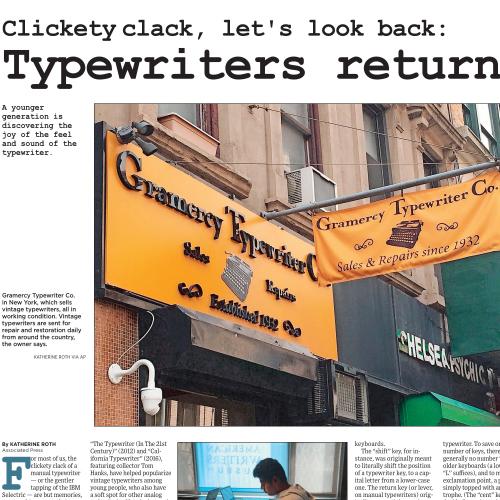 Clickety clack, let's look back:
Typewriters return
A younger
generation is
discovering the
joy of the feel
and sound of the
typewriter.
Gramercy Typewriter Co.
Sales Repairs
Established 1932
Gramercy Typewriter Co.
Sales & Repairs since 1932
CHELSEA PSYCHIC
Gramercy Typewriter Co.
in New York, which sells
vintage typewriters, all in
working condition. Vintage
typewriters are sent for
repair and restoration daily
from around the country,
the owner says.
KATHERINE ROTH VIA AP
By KATHERINE ROTH
Associated Press
For most of us, the
clickety clack of a
manual typewriter
— or the gentler
tapping of the IBM
Selectric — are but memories,
"The Typewriter (In The 21st
Century)" (2012) and "Cal-
ifornia Typewriter" (2016),
featuring collector Tom
Hanks, have helped popularize
vintage typewriters among
young people, who also have
a soft spot for other analog
keyboards.
The "shift" key, for in-
stance, was originally meant
to literally shift the position
of a typewriter key, to a cap-
ital letter from a lower-case
one. The return key (or lever,
on manual typewriters) orig-
typewriter. To save
years, there
generally no number
older keyboards (a
"L" suffices), and to
exclamation point,
simply topped with
trophe. (The "cent,"